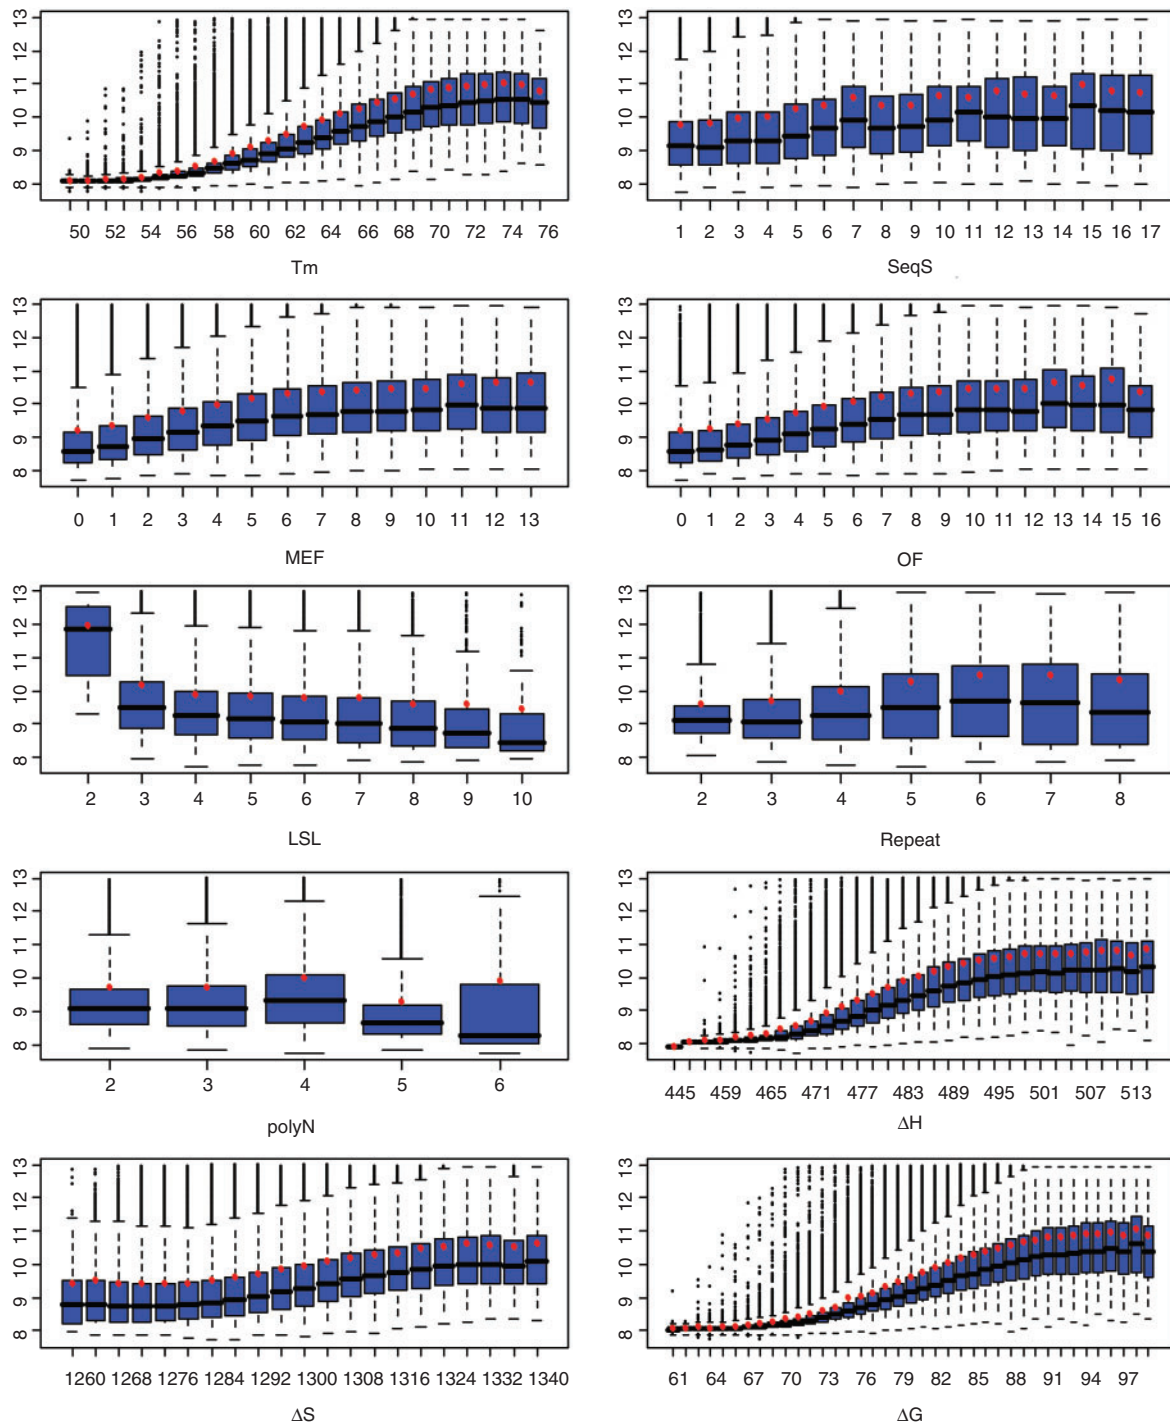 8 9 10 11 12 13
50 52 54 56 58 60 62 64 66 68 70 72 74 76
Tm
8 9 10 11 12 13
1 2 3 4 5 6 7 8 9 10 11 12 13 14 15 16 17
SeqS
8 9 10 11 12 13
0 1 2 3 4 5 6 7 8 9 10 11 12 13
MEF
8 9 10 11 12 13
0 1 2 3 4 5 6 7 8 9 10 11 12 13 14 15 16
OF
8 9 10 11 12 13
2 3 4 5 6 7 8 9 10
LSL
8 9 10 11 12 13
2 3 4 5 6 7 8
Repeat
8 9 10 11 12 13
2 3 4 5 6
polyN
8 9 10 11 12 13
445 459 465 471 477 483 489 495 501 507 513
ΔH
8 9 10 11 12 13
1260 1268 1276 1284 1292 1300 1308 1316 1324 1332 1340
ΔS
8 9 10 11 12 13
61 64 67 70 73 76 79 82 85 88 91 94 97
ΔG